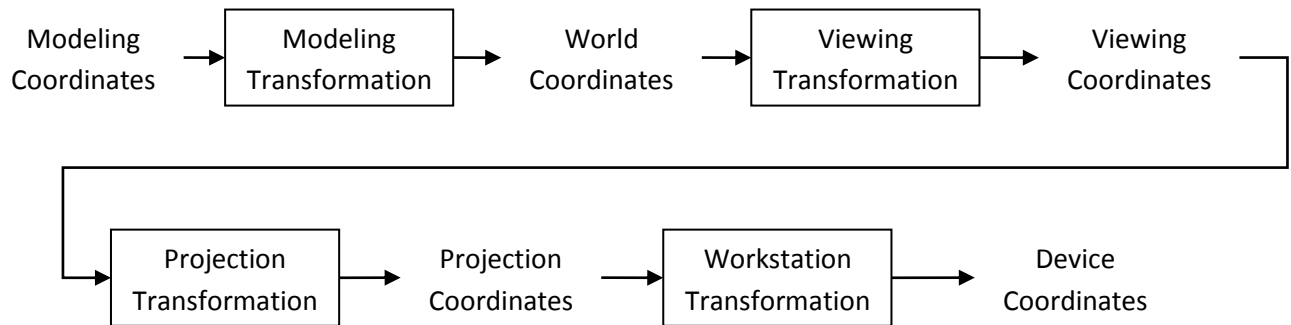 Modeling
Coordinates
Modeling
Transformation
World
Coordinates
Viewing
Transformation
Viewing
Coordinates
Projection
Transformation
Projection
Coordinates
Workstation
Transformation
Device
Coordinates